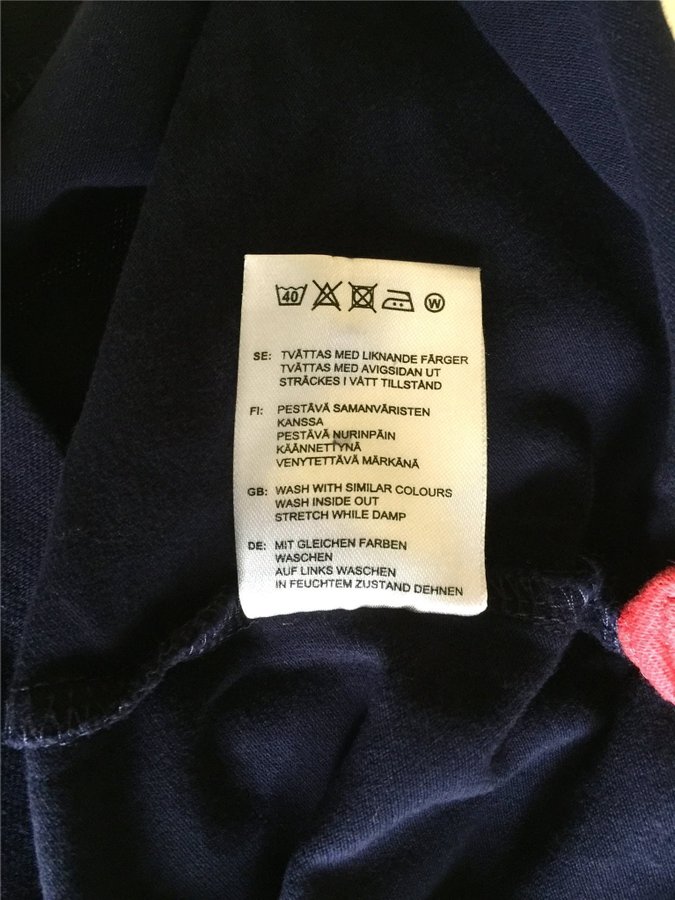 40 W
SE: TVÄTTAS MED LIKNANDE FÄRGER
TVÄTTAS MED AVIGSIDAN UT
STRÄCKES I VÅTT TILLSTÅND
FI: PESTÄVÄ SAMANVÄRISTEN
KANSSA
PESTÄVÄ NURINPÄIN
KÄÄNNETTYNÄ
VENYTETTÄVÄ MÄRKÄNÄ
GB: WASH WITH SIMILAR COLOURS
WASH INSIDE OUT
STRETCH WHILE DAMP
DE: MIT GLEICHEN FARBEN
WASCHEN
AUF LINKS WASCHEN
IN FEUCHTEM ZUSTAND DEHNEN